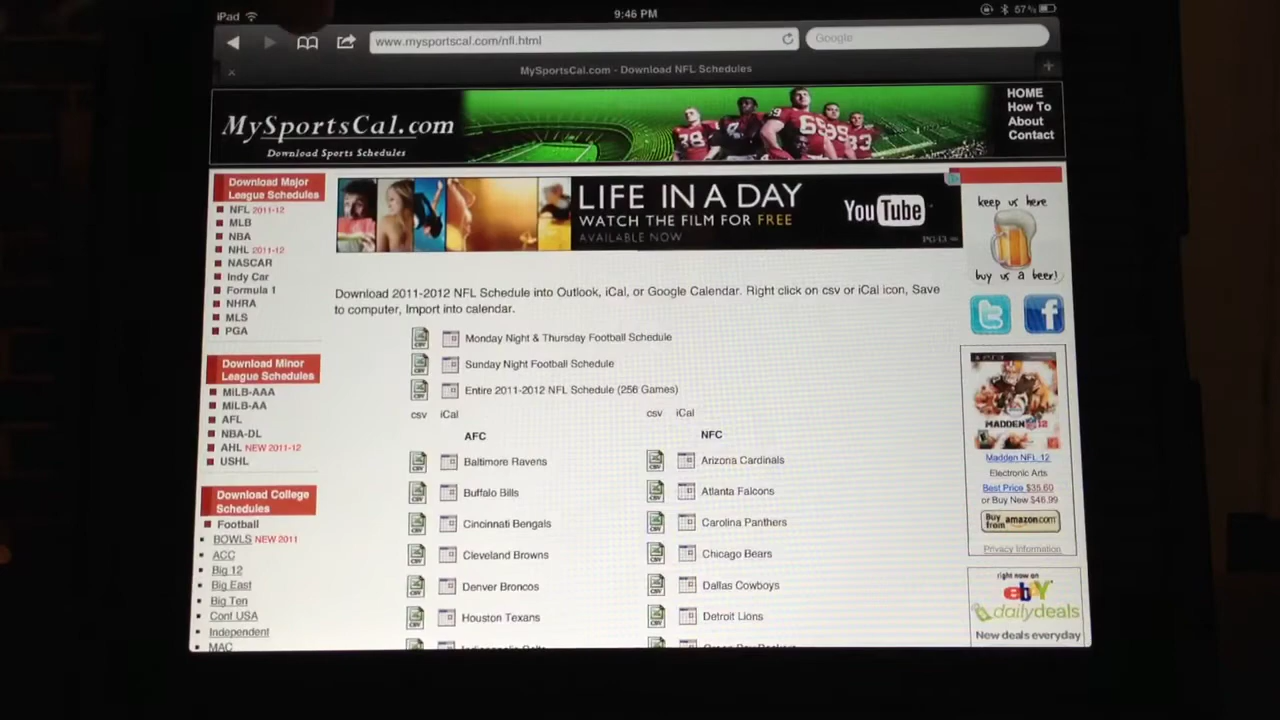 iPad
9:46 PM
57%
www.mysportscal.com/nfl.html
Google
MySportsCal.com - Download NFL Schedules
MySportsCal.com
Download Sports Schedules
HOME
How To
About
Contact
Download Major
League Schedules
NFL 2011-12
MLB
NBA
NHL 2011-12
NASCAR
Indy Car
Formula 1
NHRA
MLS
PGA
Download Minor
League Schedules
MiLB-AAA
MiLB-AA
AFL
NBA-DL
AHL NEW 2011-12
USHL
Download College
Schedules
Football
BOWLS NEW 2011
ACC
Big 12
Big East
Big Ten
Conf USA
Independent
MAC
LIFE IN A DAY
WATCH THE FILM FOR FREE
AVAILABLE NOW
YouTube
PG-13
Download 2011-2012 NFL Schedule into Outlook, iCal, or Google Calendar. Right click on csv or iCal icon, Save
to computer, Import into calendar.
Monday Night & Thursday Football Schedule
Sunday Night Football Schedule
Entire 2011-2012 NFL Schedule (256 Games)
csv iCal
csv iCal
AFC
Baltimore Ravens
Buffalo Bills
Cincinnati Bengals
Cleveland Browns
Denver Broncos
Houston Texans
NFC
Arizona Cardinals
Atlanta Falcons
Carolina Panthers
Chicago Bears
Dallas Cowboys
Detroit Lions
keep us here
buy us a beer!
MADDEN 12
Madden NFL 12
Electronic Arts
Best Price $35.60
or Buy New $46.99
Buy from amazon.com
Privacy Information
right now on
ebay
dailydeals
New deals everyday